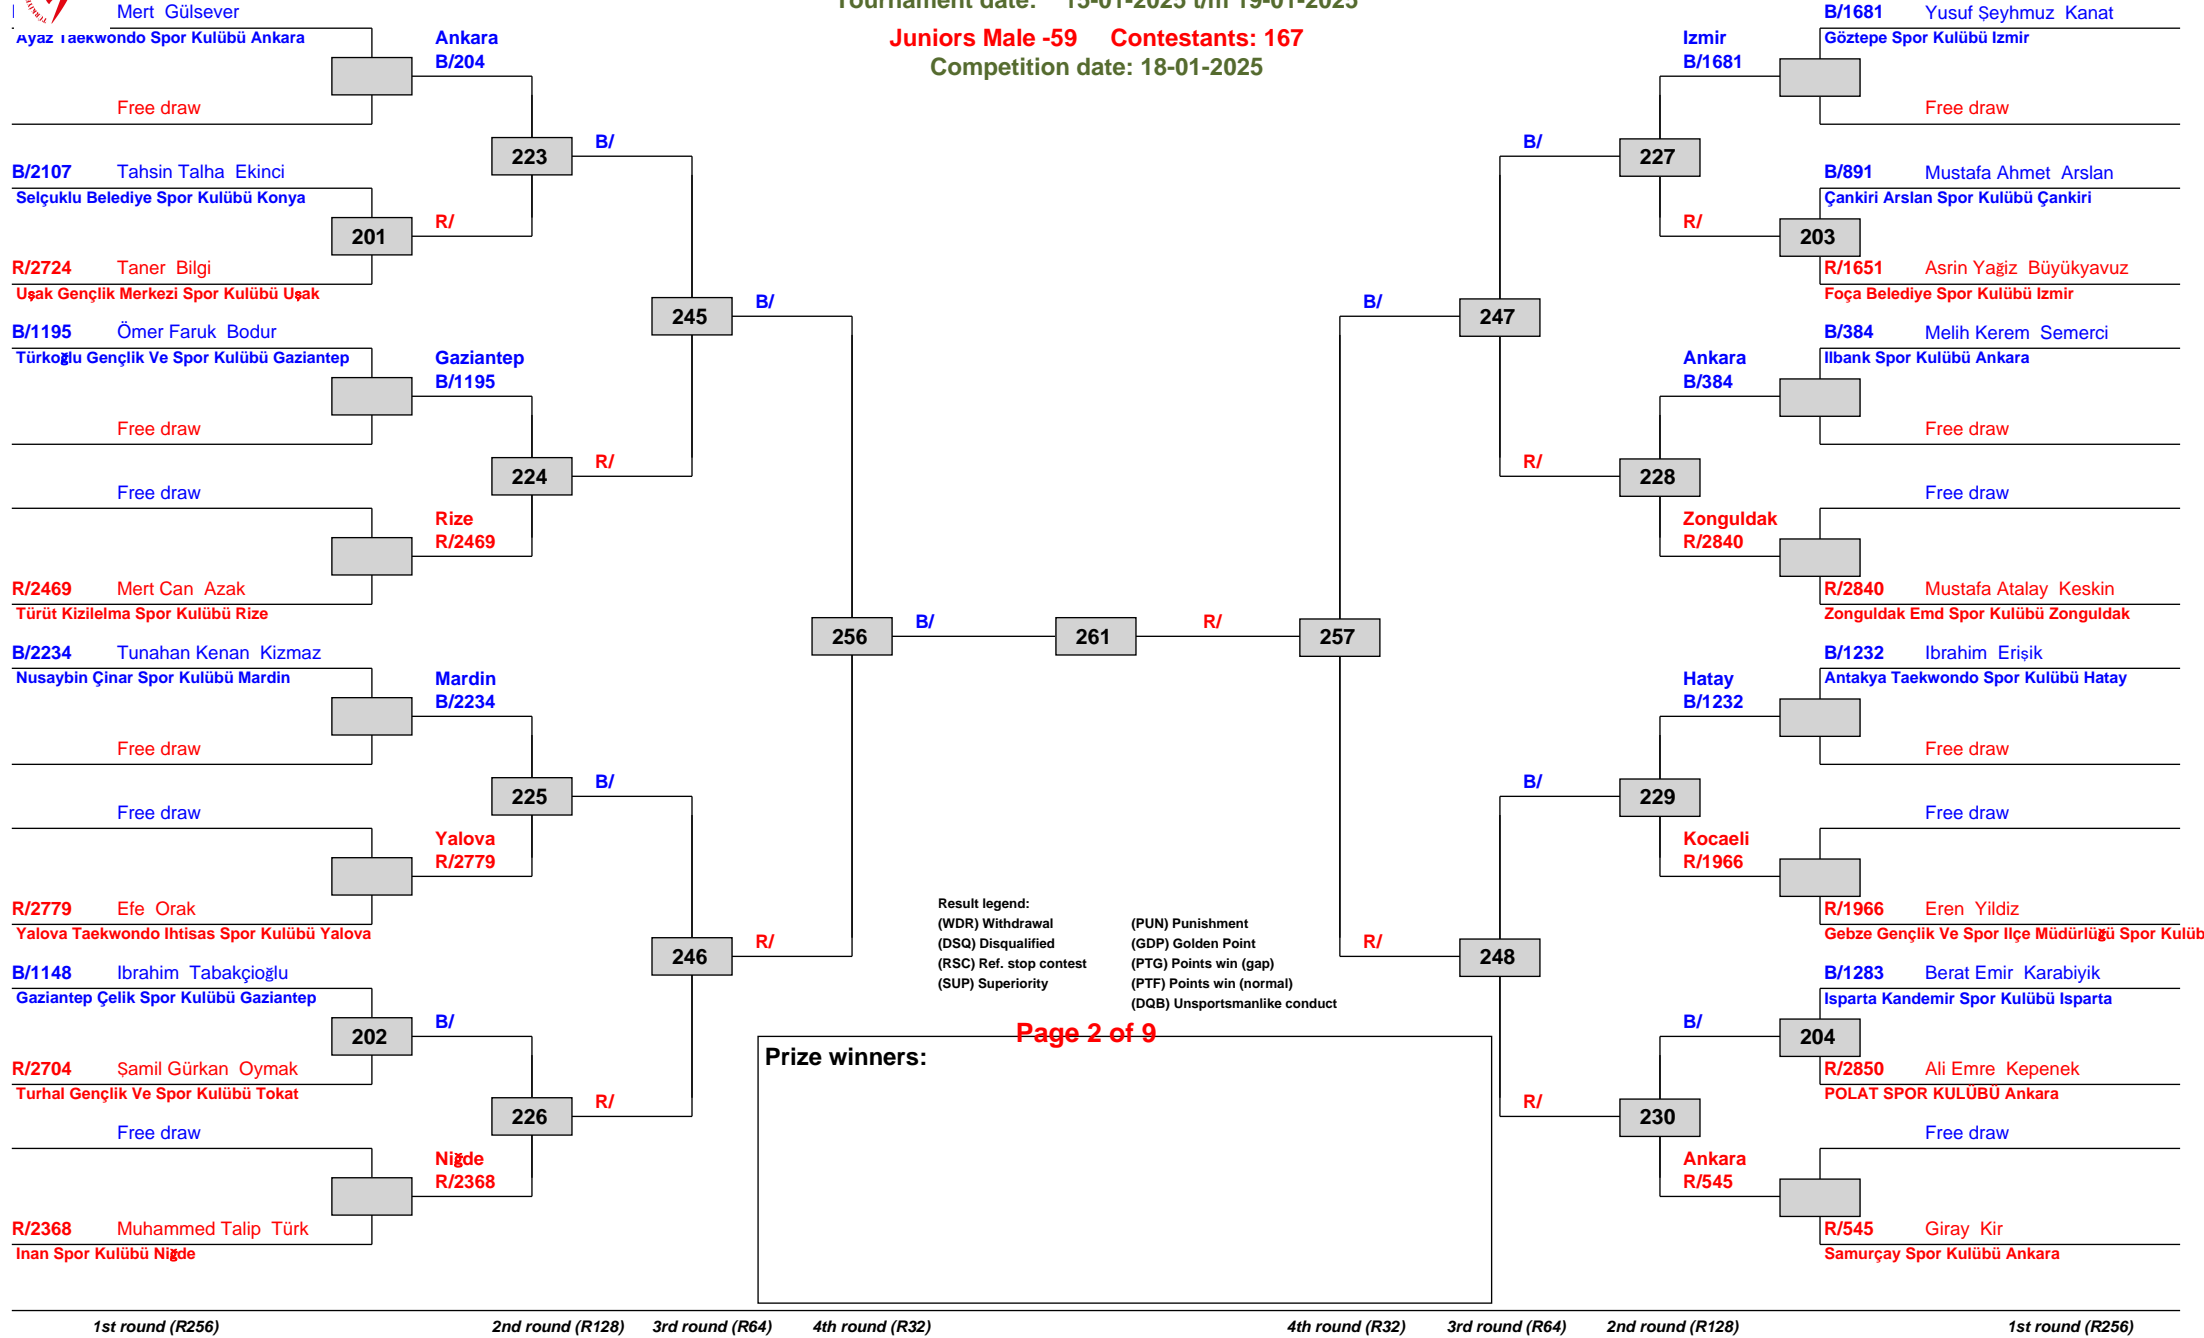 Tournament date: 15-01-2025 t/m 19-01-2025
Juniors Male -59 Contestants: 167
Competition date: 18-01-2025
Mert Gülsever
Ayaz Taekwondo Spor Kulübü Ankara
Free draw
Ankara
B/204
B/2107 Tahsin Talha Ekinci
Selçuklu Belediye Spor Kulübü Konya
201
R/
R/2724 Taner Bilgi
Uşak Gençlik Merkezi Spor Kulübü Uşak
223
B/
B/1195 Ömer Faruk Bodur
Türkoğlu Gençlik Ve Spor Kulübü Gaziantep
Free draw
Gaziantep
B/1195
Free draw
R/2469 Mert Can Azak
Türüt Kizilelma Spor Kulübü Rize
Rize
R/2469
224
R/
245
B/
B/2234 Tunahan Kenan Kizmaz
Nusaybin Çinar Spor Kulübü Mardin
Free draw
Mardin
B/2234
Free draw
R/2779 Efe Orak
Yalova Taekwondo Ihtisas Spor Kulübü Yalova
Yalova
R/2779
225
B/
B/1148 Ibrahim Tabakçioğlu
Gaziantep Çelik Spor Kulübü Gaziantep
202
B/
R/2704 Şamil Gürkan Oymak
Turhal Gençlik Ve Spor Kulübü Tokat
Free draw
R/2368 Muhammed Talip Türk
Inan Spor Kulübü Niğde
Niğde
R/2368
226
R/
246
R/
256
B/
261
R/
257
B/1681 Yusuf Şeyhmuz Kanat
Göztepe Spor Kulübü Izmir
Free draw
Izmir
B/1681
B/891 Mustafa Ahmet Arslan
Çankiri Arslan Spor Kulübü Çankiri
203
R/
R/1651 Asrin Yağiz Büyükyavuz
Foça Belediye Spor Kulübü Izmir
227
B/
B/384 Melih Kerem Semerci
Ilbank Spor Kulübü Ankara
Free draw
Ankara
B/384
Free draw
R/2840 Mustafa Atalay Keskin
Zonguldak Emd Spor Kulübü Zonguldak
Zonguldak
R/2840
228
R/
247
B/
B/1232 Ibrahim Erişik
Antakya Taekwondo Spor Kulübü Hatay
Free draw
Hatay
B/1232
Free draw
R/1966 Eren Yildiz
Gebze Gençlik Ve Spor Ilçe Müdürlüğü Spor Kulüb
Kocaeli
R/1966
229
B/
B/1283 Berat Emir Karabiyik
Isparta Kandemir Spor Kulübü Isparta
204
B/
R/2850 Ali Emre Kepenek
POLAT SPOR KULÜBÜ Ankara
Free draw
R/545 Giray Kir
Samurçay Spor Kulübü Ankara
Ankara
R/545
230
R/
248
R/
Result legend:
(WDR) Withdrawal (PUN) Punishment
(DSQ) Disqualified (GDP) Golden Point
(RSC) Ref. stop contest (PTG) Points win (gap)
(SUP) Superiority (PTF) Points win (normal)
(DQB) Unsportsmanlike conduct
Page 2 of 9
Prize winners:
1st round (R256) 2nd round (R128) 3rd round (R64) 4th round (R32) 4th round (R32) 3rd round (R64) 2nd round (R128) 1st round (R256)